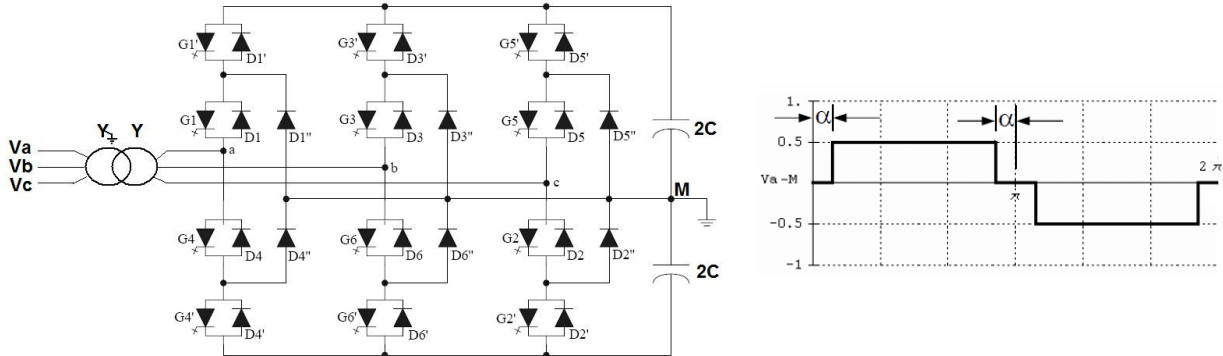 G1' D1' G3' D3' G5' D5'
G1 D1 D1" G3 D3 D3" G5 D5 D5" 2C
Y Y
Va a
Vb b
Vc c
M
G4 D4 D4" G6 D6 D6" G2 D2 D2" 2C
G4' D4' G6' D6' G2' D2'
1.
α α
0.5
Va-M π 2 π
-0.5
-1